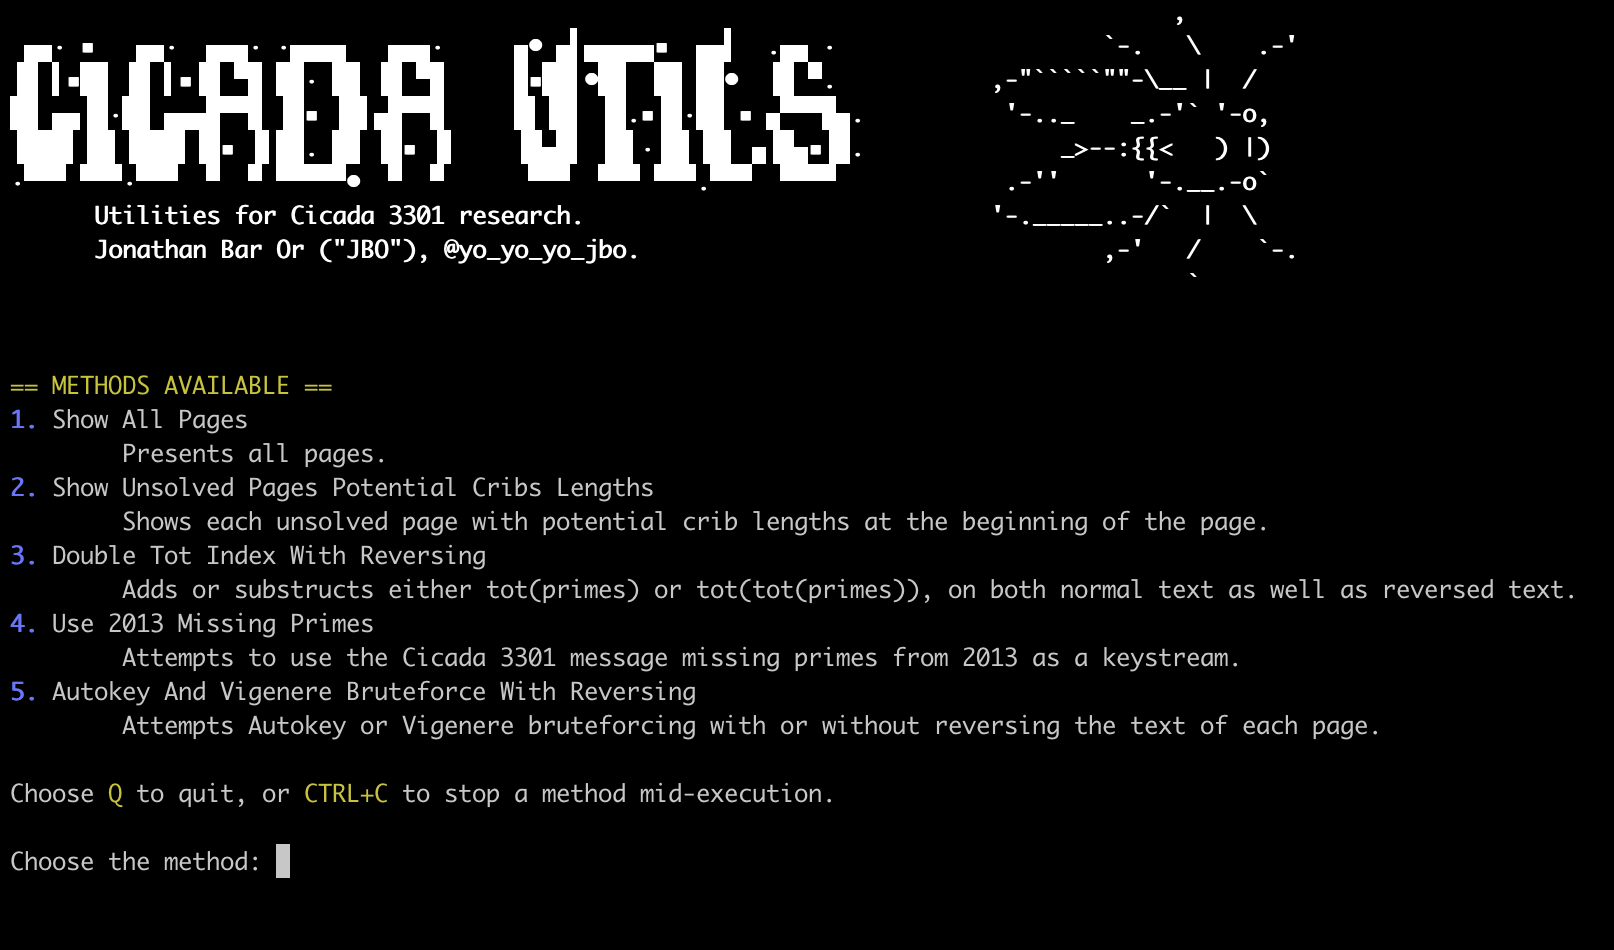 CICADA UTILS
Utilities for Cicada 3301 research.
Jonathan Bar Or ("JBO"), @yo_yo_yo_jbo.
== METHODS AVAILABLE ==
1. Show All Pages
Presents all pages.
2. Show Unsolved Pages Potential Cribs Lengths
Shows each unsolved page with potential crib lengths at the beginning of the page.
3. Double Tot Index With Reversing
Adds or substructs either tot(primes) or tot(tot(primes)), on both normal text as well as reversed text.
4. Use 2013 Missing Primes
Attempts to use the Cicada 3301 message missing primes from 2013 as a keystream.
5. Autokey And Vigenere Bruteforce With Reversing
Attempts Autokey or Vigenere bruteforcing with or without reversing the text of each page.
Choose Q to quit, or CTRL+C to stop a method mid-execution.
Choose the method: